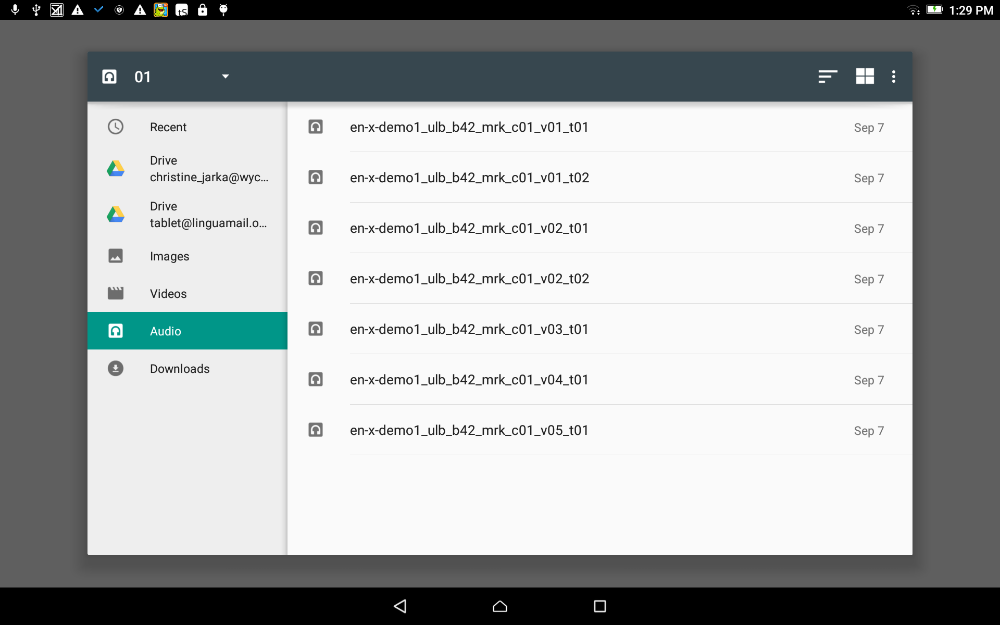 1:29 PM
01
Recent
Drive
christine_jarka@wyc...
Drive
tablet@linguamail.o...
Images
Videos
Audio
Downloads
en-x-demo1_ulb_b42_mrk_c01_v01_t01 Sep 7
en-x-demo1_ulb_b42_mrk_c01_v01_t02 Sep 7
en-x-demo1_ulb_b42_mrk_c01_v02_t01 Sep 7
en-x-demo1_ulb_b42_mrk_c01_v02_t02 Sep 7
en-x-demo1_ulb_b42_mrk_c01_v03_t01 Sep 7
en-x-demo1_ulb_b42_mrk_c01_v04_t01 Sep 7
en-x-demo1_ulb_b42_mrk_c01_v05_t01 Sep 7